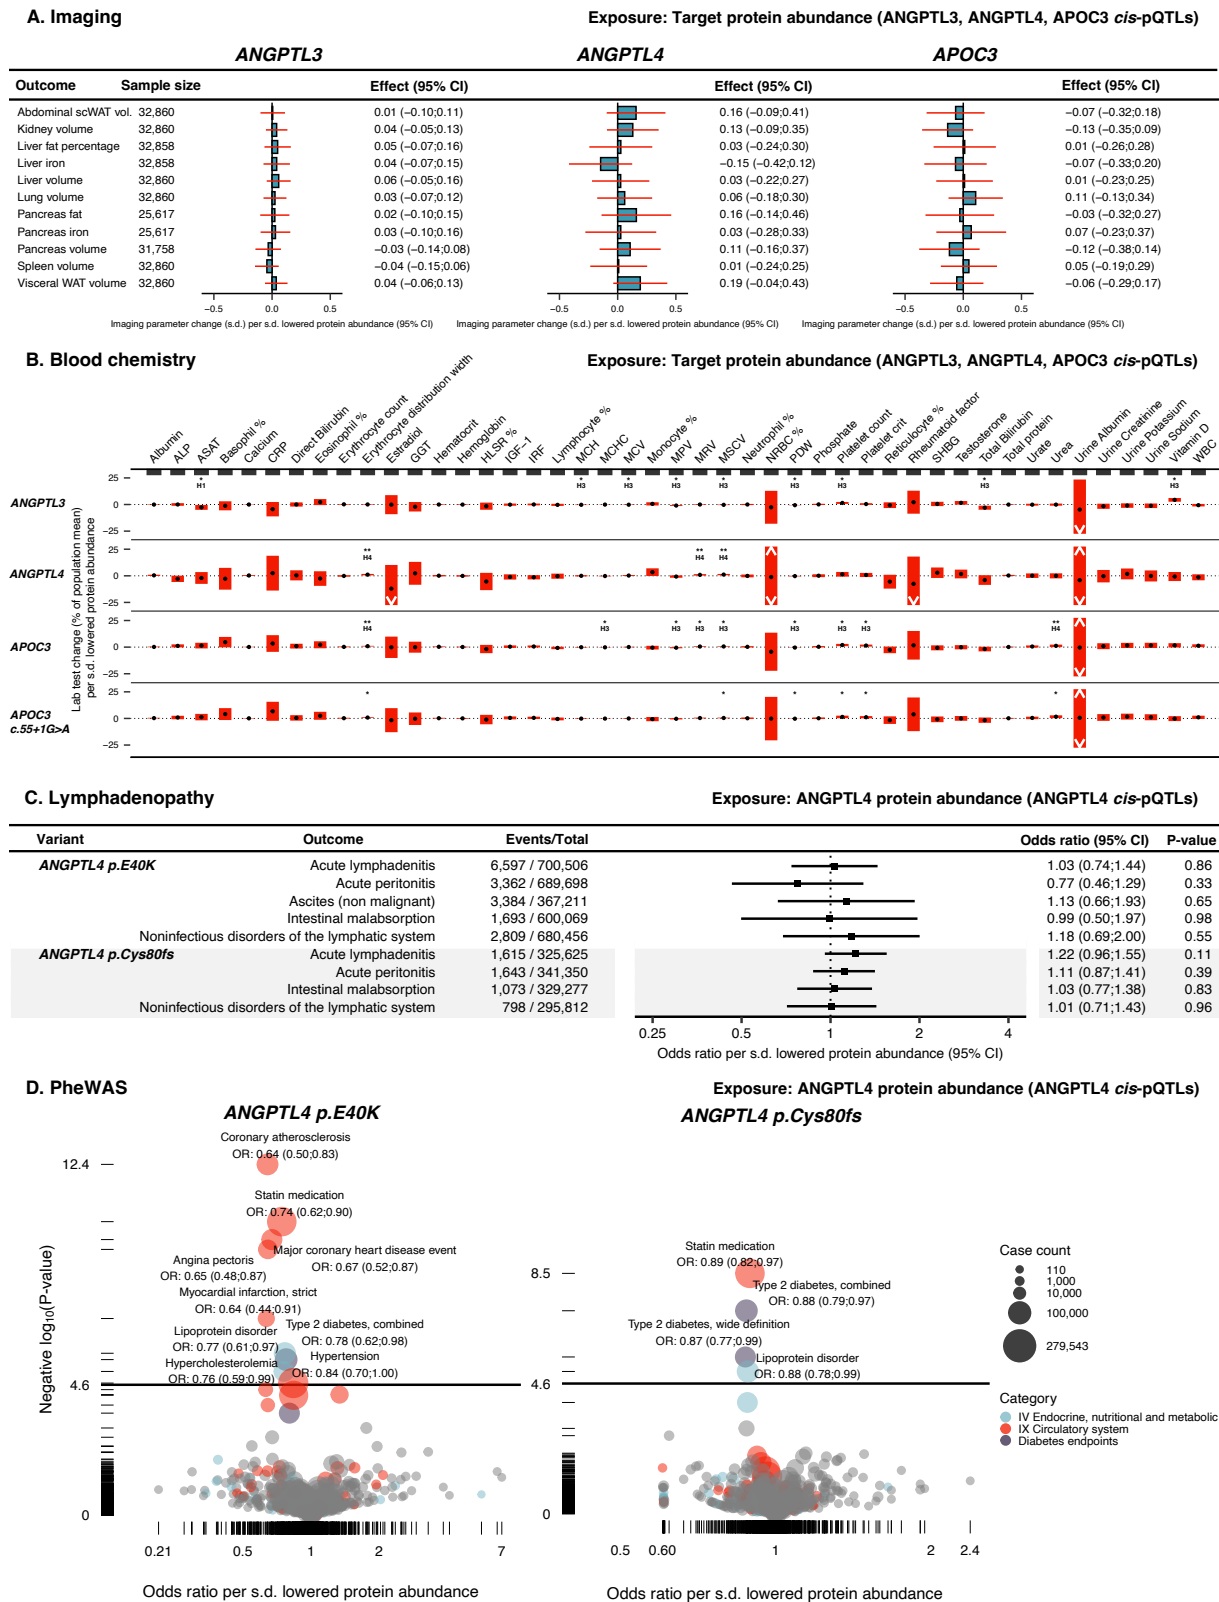 A. Imaging
Exposure: Target protein abundance (ANGPTL3, ANGPTL4, APOC3 cis-pQTLs)
ANGPTL3 ANGPTL4 APOC3
Outcome Sample size Effect (95% CI) Effect (95% CI) Effect (95% CI)
Abdominal scWAT vol. 32,860 0.01 (−0.10;0.11) 0.16 (−0.09;0.41) −0.07 (−0.32;0.18)
Kidney volume 32,860 0.04 (−0.05;0.13) 0.13 (−0.09;0.35) −0.13 (−0.35;0.09)
Liver fat percentage 32,858 0.05 (−0.07;0.16) 0.03 (−0.24;0.30) 0.01 (−0.26;0.28)
Liver iron 32,858 0.04 (−0.07;0.15) −0.15 (−0.42;0.12) −0.07 (−0.33;0.20)
Liver volume 32,860 0.06 (−0.05;0.16) 0.03 (−0.22;0.27) 0.01 (−0.23;0.25)
Lung volume 32,860 0.03 (−0.07;0.12) 0.06 (−0.18;0.30) 0.11 (−0.13;0.34)
Pancreas fat 25,617 0.02 (−0.10;0.15) 0.16 (−0.14;0.46) −0.03 (−0.32;0.27)
Pancreas iron 25,617 0.03 (−0.10;0.16) 0.03 (−0.28;0.33) 0.07 (−0.23;0.37)
Pancreas volume 31,758 −0.03 (−0.14;0.08) 0.11 (−0.16;0.37) −0.12 (−0.38;0.14)
Spleen volume 32,860 −0.04 (−0.15;0.06) 0.01 (−0.24;0.25) 0.05 (−0.19;0.29)
Visceral WAT volume 32,860 0.04 (−0.06;0.13) 0.19 (−0.04;0.43) −0.06 (−0.29;0.17)
−0.5 0.0 0.5 −0.5 0.0 0.5 −0.5 0.0 0.5
Imaging parameter change (s.d.) per s.d. lowered protein abundance (95% CI) Imaging parameter change (s.d.) per s.d. lowered protein abundance (95% CI) Imaging parameter change (s.d.) per s.d. lowered protein abundance (95% CI)
B. Blood chemistry
Exposure: Target protein abundance (ANGPTL3, ANGPTL4, APOC3 cis-pQTLs)
Albumin
ALP
ASAT
Basophil %
Calcium
CRP
Direct Bilirubin
Eosinophil %
Erythrocyte count
Erythrocyte distribution width
Estradiol
GGT
Hematocrit
Hemoglobin
HLSR %
IGF−1
IRF
Lymphocyte %
MCH
MCHC
MCV
Monocyte %
MPV
MRV
MSCV
Neutrophil %
NRBC %
PDW
Phosphate
Platelet count
Platelet crit
Reticulocyte %
Rheumatoid factor
SHBG
Testosterone
Total Bilirubin
Total protein
Urate
Urea
Urine Albumin
Urine Creatinine
Urine Potassium
Urine Sodium
Vitamin D
WBC
Lab test change (% of population mean)
per s.d. lowered protein abundance
25 * * * * * * * * *
H1 H3 H3 H3 H3 H3 H3 H3 H3
ANGPTL3 0
−25
25 ** ** **
H4 H4 H4
ANGPTL4 0
−25
25 ** * * * * * * * **
H4 H3 H3 H3 H3 H3 H3 H3 H4
APOC3 0
−25
25 * * * * * *
APOC3 0
c.55+1G>A
−25
C. Lymphadenopathy
Exposure: ANGPTL4 protein abundance (ANGPTL4 cis-pQTLs)
Variant Outcome Events/Total Odds ratio (95% CI) P-value
ANGPTL4 p.E40K Acute lymphadenitis 6,597 / 700,506 1.03 (0.74;1.44) 0.86
Acute peritonitis 3,362 / 689,698 0.77 (0.46;1.29) 0.33
Ascites (non malignant) 3,384 / 367,211 1.13 (0.66;1.93) 0.65
Intestinal malabsorption 1,693 / 600,069 0.99 (0.50;1.97) 0.98
Noninfectious disorders of the lymphatic system 2,809 / 680,456 1.18 (0.69;2.00) 0.55
ANGPTL4 p.Cys80fs Acute lymphadenitis 1,615 / 325,625 1.22 (0.96;1.55) 0.11
Acute peritonitis 1,643 / 341,350 1.11 (0.87;1.41) 0.39
Intestinal malabsorption 1,073 / 329,277 1.03 (0.77;1.38) 0.83
Noninfectious disorders of the lymphatic system 798 / 295,812 1.01 (0.71;1.43) 0.96
0.25 0.5 1 2 4
Odds ratio per s.d. lowered protein abundance (95% CI)
D. PheWAS
Exposure: ANGPTL4 protein abundance (ANGPTL4 cis-pQTLs)
ANGPTL4 p.E40K
Negative log10(P-value)
12.4
4.6
0
Coronary atherosclerosis
OR: 0.64 (0.50;0.83)
Statin medication
OR: 0.74 (0.62;0.90)
Major coronary heart disease event
OR: 0.67 (0.52;0.87)
Angina pectoris
OR: 0.65 (0.48;0.87)
Myocardial infarction, strict
OR: 0.64 (0.44;0.91)
Type 2 diabetes, combined
OR: 0.78 (0.62;0.98)
Lipoprotein disorder
OR: 0.77 (0.61;0.97)
Hypertension
OR: 0.84 (0.70;1.00)
Hypercholesterolemia
OR: 0.76 (0.59;0.99)
0.21 0.5 1 2 7
Odds ratio per s.d. lowered protein abundance
ANGPTL4 p.Cys80fs
8.5
4.6
0
Statin medication
OR: 0.89 (0.82;0.97)
Type 2 diabetes, combined
OR: 0.88 (0.79;0.97)
Type 2 diabetes, wide definition
OR: 0.87 (0.77;0.99)
Lipoprotein disorder
OR: 0.88 (0.78;0.99)
0.5 0.60 1 2 2.4
Odds ratio per s.d. lowered protein abundance
Case count
110
1,000
10,000
100,000
279,543
Category
IV Endocrine, nutritional and metabolic
IX Circulatory system
Diabetes endpoints